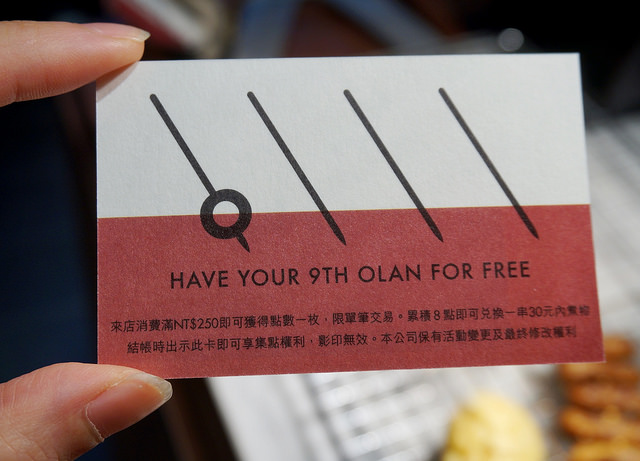 HAVE YOUR 9TH OLAN FOR FREE
來店消費滿NT$250即可獲得點數一枚，限單筆交易。累積８點即可兌換一串30元內黑輪
結帳時出示此卡即可享集點權利，影印無效。本公司保有活動變更及最終修改權利